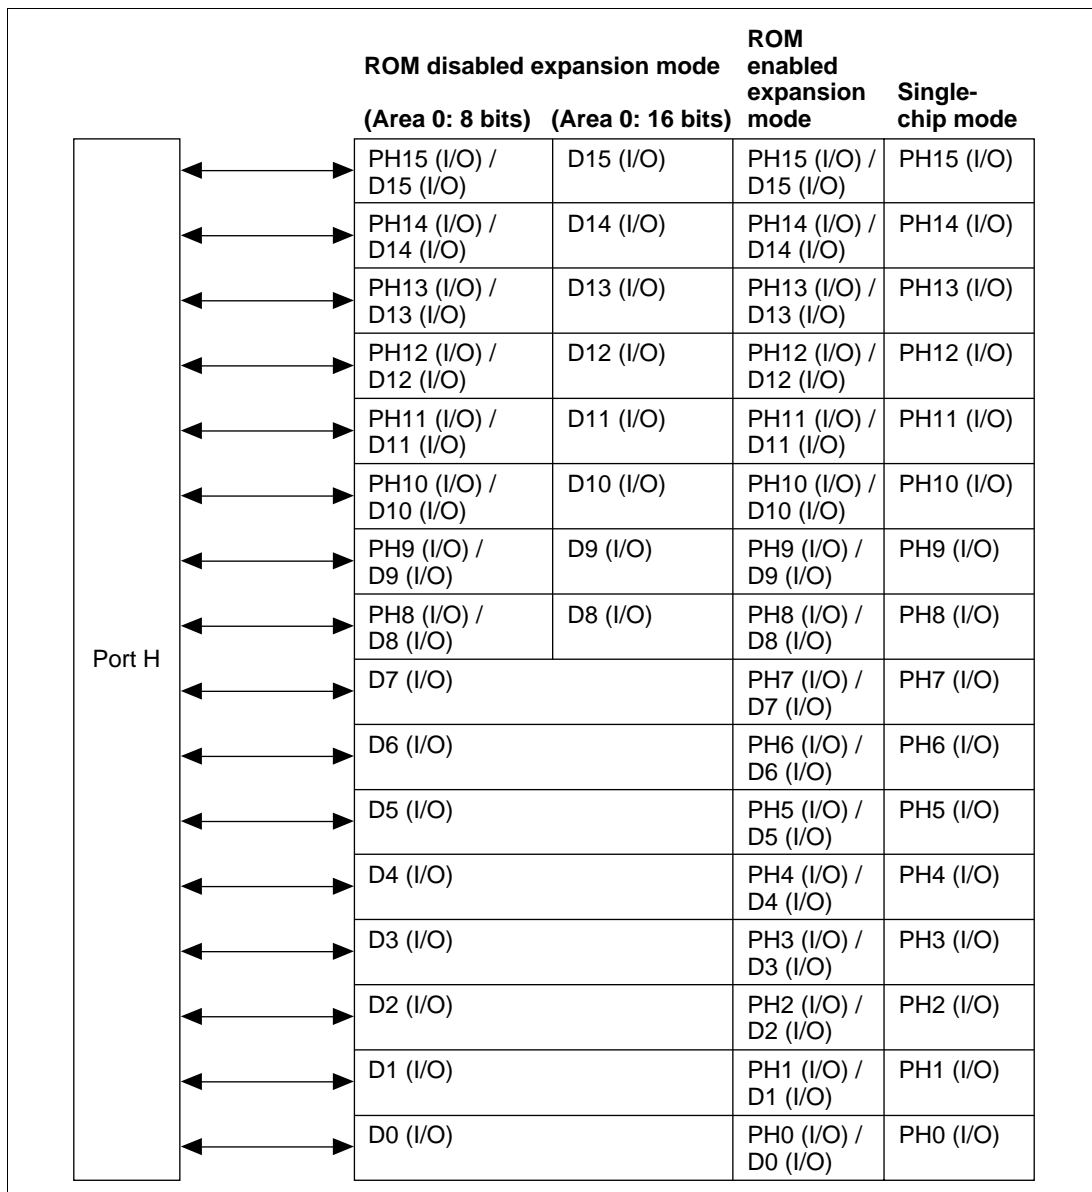 ROM disabled expansion mode
(Area 0: 8 bits) (Area 0: 16 bits)
ROM
enabled
expansion
mode
Single-
chip mode
Port H
PH15 (I/O) /
D15 (I/O)
D15 (I/O)
PH15 (I/O) /
D15 (I/O)
PH15 (I/O)
PH14 (I/O) /
D14 (I/O)
D14 (I/O)
PH14 (I/O) /
D14 (I/O)
PH14 (I/O)
PH13 (I/O) /
D13 (I/O)
D13 (I/O)
PH13 (I/O) /
D13 (I/O)
PH13 (I/O)
PH12 (I/O) /
D12 (I/O)
D12 (I/O)
PH12 (I/O) /
D12 (I/O)
PH12 (I/O)
PH11 (I/O) /
D11 (I/O)
D11 (I/O)
PH11 (I/O) /
D11 (I/O)
PH11 (I/O)
PH10 (I/O) /
D10 (I/O)
D10 (I/O)
PH10 (I/O) /
D10 (I/O)
PH10 (I/O)
PH9 (I/O) /
D9 (I/O)
D9 (I/O)
PH9 (I/O) /
D9 (I/O)
PH9 (I/O)
PH8 (I/O) /
D8 (I/O)
D8 (I/O)
PH8 (I/O) /
D8 (I/O)
PH8 (I/O)
D7 (I/O)
PH7 (I/O) /
D7 (I/O)
PH7 (I/O)
D6 (I/O)
PH6 (I/O) /
D6 (I/O)
PH6 (I/O)
D5 (I/O)
PH5 (I/O) /
D5 (I/O)
PH5 (I/O)
D4 (I/O)
PH4 (I/O) /
D4 (I/O)
PH4 (I/O)
D3 (I/O)
PH3 (I/O) /
D3 (I/O)
PH3 (I/O)
D2 (I/O)
PH2 (I/O) /
D2 (I/O)
PH2 (I/O)
D1 (I/O)
PH1 (I/O) /
D1 (I/O)
PH1 (I/O)
D0 (I/O)
PH0 (I/O) /
D0 (I/O)
PH0 (I/O)